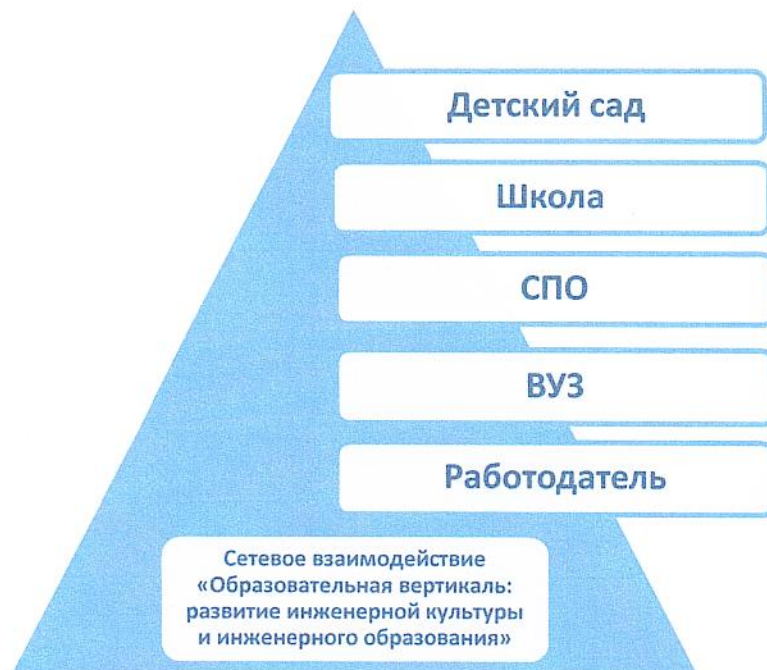 Детский сад
Школа
СПО
ВУЗ
Работодатель
Сетевое взаимодействие
«Образовательная вертикаль:
развитие инженерной культуры
и инженерного образования»